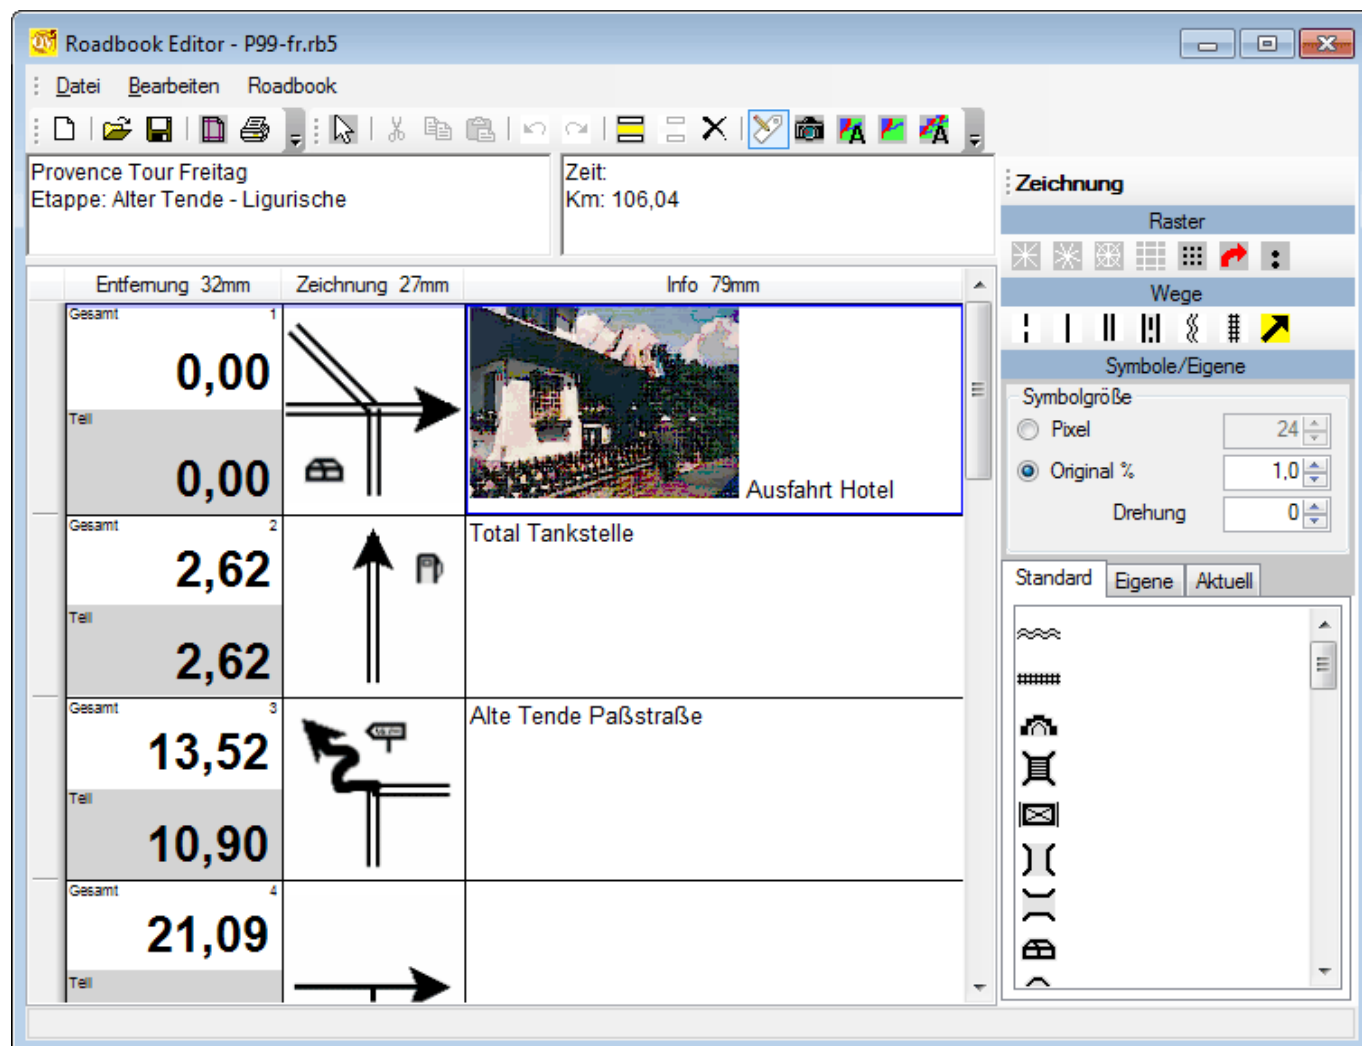 Roadbook Editor - P99-fr.rb5
Datei Bearbeiten Roadbook
Provence Tour Freitag
Etappe: Alter Tende - Ligurische
Zeit:
Km: 106,04
Entfernung 32mm Zeichnung 27mm Info 79mm
Gesamt 1
0,00
Teil
0,00
Ausfahrt Hotel
Gesamt 2
2,62
Teil
2,62
Total Tankstelle
Gesamt 3
13,52
Teil
10,90
Alte Tende Paßstraße
Gesamt 4
21,09
Teil
Zeichnung
Raster
Wege
Symbole/Eigene
Symbolgröße
Pixel 24
Original % 1,0
Drehung 0
Standard Eigene Aktuell